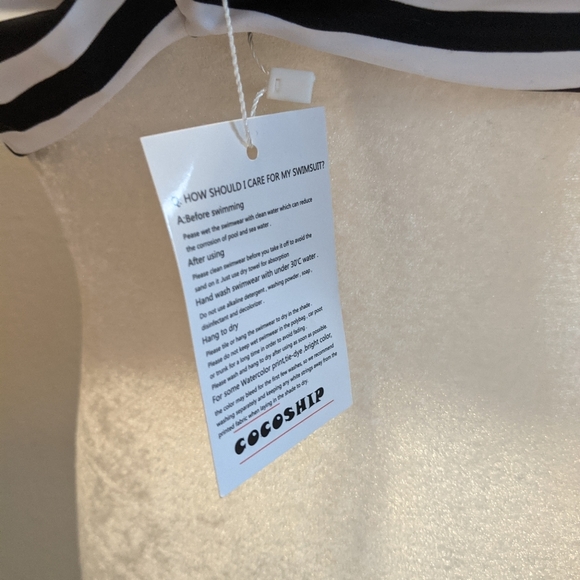 Q: HOW SHOULD I CARE FOR MY SWIMSUIT?
A:Before swimming
Pease wet the swimwear with clean water which can reduce
the corrosion of pool and sea water .
After using
Please clean swimwear before you take it off to avoid the
sand on it .Just use dry towel for absorption
Hand wash swimwear with under 30℃ water .
Do not use alkaline detergent , washing powder , soap ,
disinfectant and decolorizer .
Hang to dry
Please tile or hang the swimwear to dry in the shade .
Please do not keep wet swimwear in the polybag , car poor
or trunk for a long time in order to avoid fading
Please wash and hang to dry after using as soon as possible
For some Watercolor print,tie-dye ,bright color,
the color may bleed for the first few washes, so we recommend
washing separately and keeping any white strings away from the
printed fabric when laying in the shade to dry.
COCOSHIP